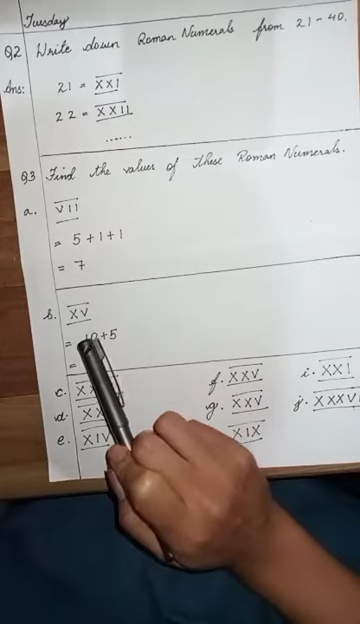 Tuesday
Q2 Write down Roman Numerals from 21-40.
Ans: 21 = XXI
22 = XXII
......
Q3 Find the values of these Roman Numerals.
a. VII
= 5+1+1
= 7
b. XV
= 10+5
=
c. f. XXV i. XXI
d. g. XXV j.
e. XIV XIX